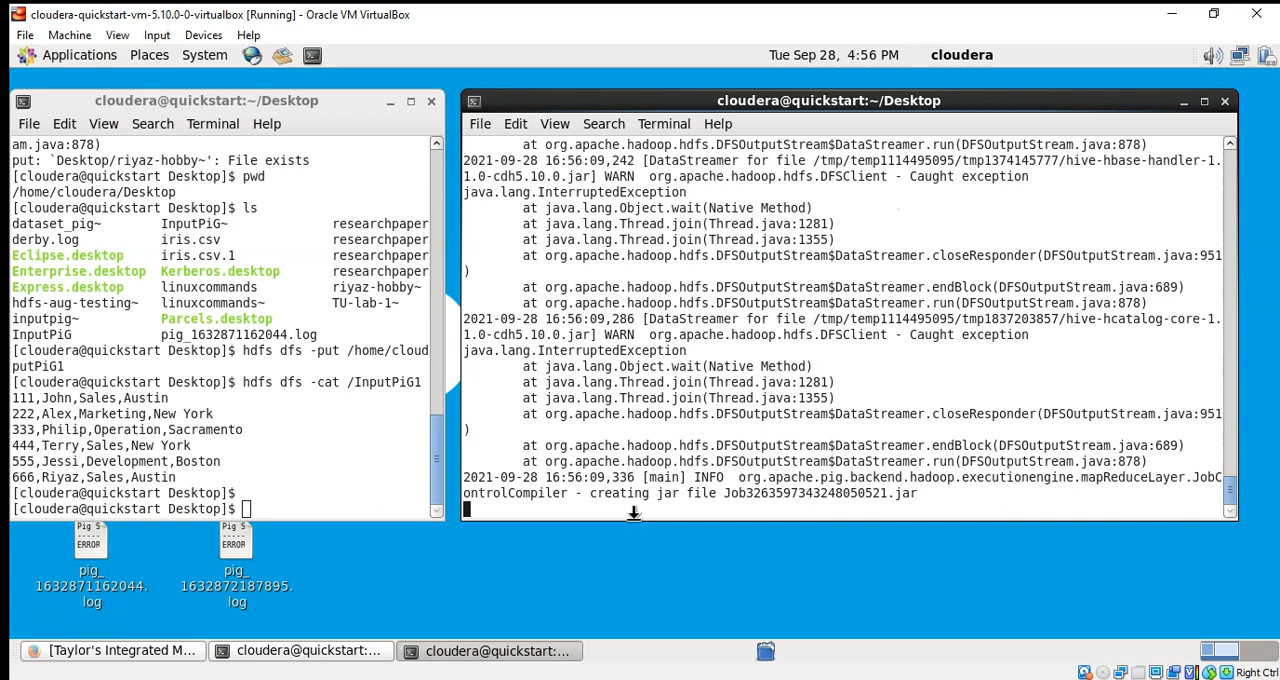 cloudera-quickstart-vm-5.10.0-0-virtualbox [Running] - Oracle VM VirtualBox
File Machine View Input Devices Help
Applications Places System Tue Sep 28, 4:56 PM cloudera
cloudera@quickstart:~/Desktop
File Edit View Search Terminal Help
am.java:878)
put: `Desktop/riyaz-hobby~': File exists
[cloudera@quickstart Desktop]$ pwd
/home/cloudera/Desktop
[cloudera@quickstart Desktop]$ ls
dataset_pig~ InputPiG~ researchpaper
derby.log iris.csv researchpaper
Eclipse.desktop iris.csv.1 researchpaper
Enterprise.desktop Kerberos.desktop researchpaper
Express.desktop linuxcommands riyaz-hobby~
hdfs-aug-testing~ linuxcommands~ TU-lab-1~
inputpig~ Parcels.desktop
InputPiG pig_1632871162044.log
[cloudera@quickstart Desktop]$ hdfs dfs -put /home/cloud
putPiG1
[cloudera@quickstart Desktop]$ hdfs dfs -cat /InputPiG1
111,John,Sales,Austin
222,Alex,Marketing,New York
333,Philip,Operation,Sacramento
444,Terry,Sales,New York
555,Jessi,Development,Boston
666,Riyaz,Sales,Austin
[cloudera@quickstart Desktop]$
[cloudera@quickstart Desktop]$
cloudera@quickstart:~/Desktop
File Edit View Search Terminal Help
at org.apache.hadoop.hdfs.DFSOutputStream$DataStreamer.run(DFSOutputStream.java:878)
2021-09-28 16:56:09,242 [DataStreamer for file /tmp/temp1114495095/tmp1374145777/hive-hbase-handler-1.
1.0-cdh5.10.0.jar] WARN org.apache.hadoop.hdfs.DFSClient - Caught exception
java.lang.InterruptedException
at java.lang.Object.wait(Native Method)
at java.lang.Thread.join(Thread.java:1281)
at java.lang.Thread.join(Thread.java:1355)
at org.apache.hadoop.hdfs.DFSOutputStream$DataStreamer.closeResponder(DFSOutputStream.java:951
)
at org.apache.hadoop.hdfs.DFSOutputStream$DataStreamer.endBlock(DFSOutputStream.java:689)
at org.apache.hadoop.hdfs.DFSOutputStream$DataStreamer.run(DFSOutputStream.java:878)
2021-09-28 16:56:09,286 [DataStreamer for file /tmp/temp1114495095/tmp1837203857/hive-hcatalog-core-1.
1.0-cdh5.10.0.jar] WARN org.apache.hadoop.hdfs.DFSClient - Caught exception
java.lang.InterruptedException
at java.lang.Object.wait(Native Method)
at java.lang.Thread.join(Thread.java:1281)
at java.lang.Thread.join(Thread.java:1355)
at org.apache.hadoop.hdfs.DFSOutputStream$DataStreamer.closeResponder(DFSOutputStream.java:951
)
at org.apache.hadoop.hdfs.DFSOutputStream$DataStreamer.endBlock(DFSOutputStream.java:689)
at org.apache.hadoop.hdfs.DFSOutputStream$DataStreamer.run(DFSOutputStream.java:878)
2021-09-28 16:56:09,336 [main] INFO org.apache.pig.backend.hadoop.executionengine.mapReduceLayer.JobC
ontrolCompiler - creating jar file Job3263597343248050521.jar
Pig S
-----
ERROR
pig_
1632871162044.
log
Pig S
-----
ERROR
pig_
1632872187895.
log
[Taylor's Integrated M... cloudera@quickstart:... cloudera@quickstart:...
Right Ctrl